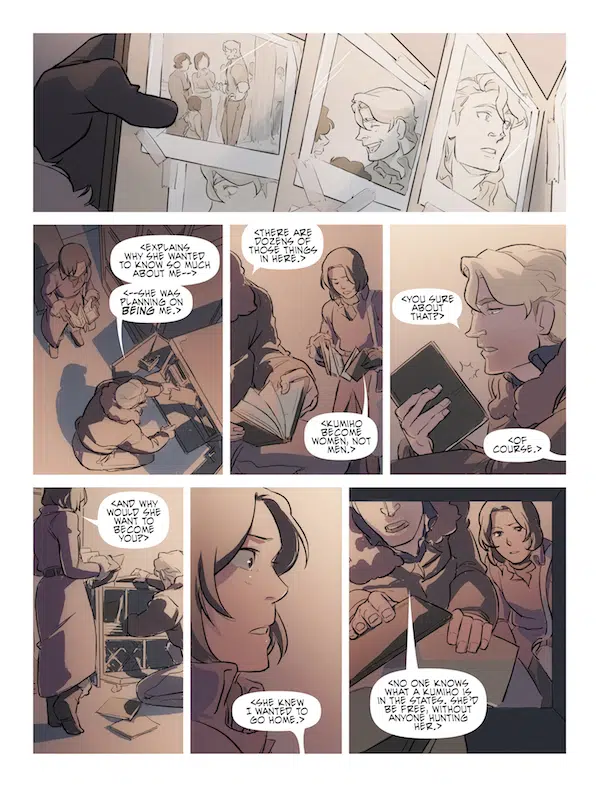 <EXPLAINS
WHY SHE WANTED
TO KNOW SO MUCH
ABOUT ME-->
<--SHE WAS
PLANNING ON
BEING ME.>
<THERE ARE
DOZENS OF
THOSE THINGS
IN HERE.>
<KUMIHO
BECOME
WOMEN, NOT
MEN.>
<YOU SURE
ABOUT
THAT?>
<OF
COURSE.>
<AND WHY
WOULD SHE
WANT TO
BECOME
YOU?>
<SHE KNEW
I WANTED TO
GO HOME.>
<NO ONE KNOWS
WHAT A KUMIHO IS
IN THE STATES. SHE'D
BE FREE, WITHOUT
ANYONE HUNTING
HER.>